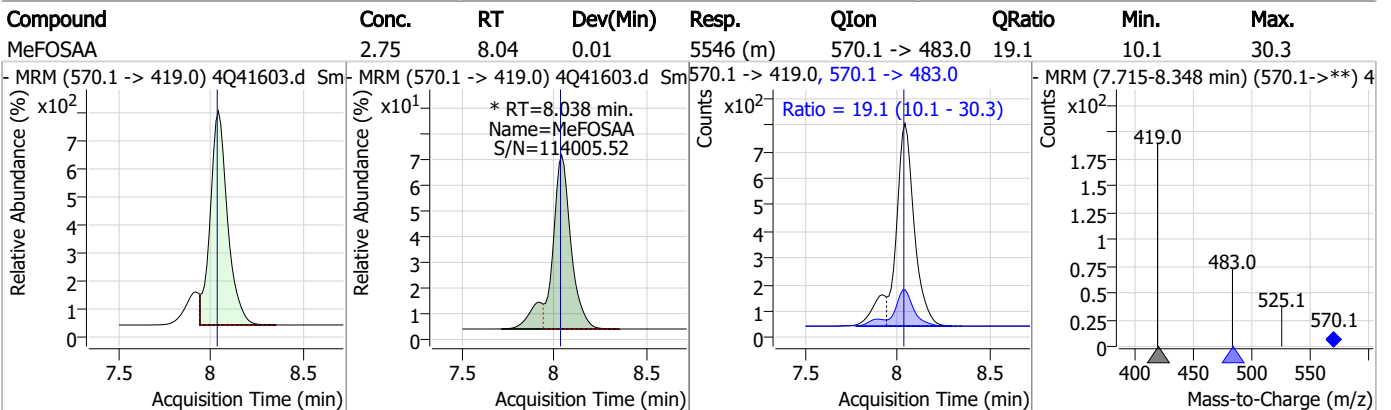 Compound Conc. RT Dev(Min) Resp. QIon QRatio Min. Max.
MeFOSAA 2.75 8.04 0.01 5546 (m) 570.1 -> 483.0 19.1 10.1 30.3
- MRM (570.1 -> 419.0) 4Q41603.d Sm
x10²
Relative Abundance (%)
7
6
5
4
3
2
1
0
7.5 8 8.5
Acquisition Time (min)
- MRM (570.1 -> 419.0) 4Q41603.d Sm
x10¹
* RT=8.038 min.
Name=MeFOSAA
S/N=114005.52
Relative Abundance (%)
7
6
5
4
3
2
1
0
7.5 8 8.5
Acquisition Time (min)
570.1 -> 419.0, 570.1 -> 483.0
x10²
Ratio = 19.1 (10.1 - 30.3)
Counts
7
6
5
4
3
2
1
0
7.5 8 8.5
Acquisition Time (min)
- MRM (7.715-8.348 min) (570.1->**) 4
x10²
Counts
419.0
483.0
525.1
570.1
1.75
1.5
1.25
1
0.75
0.5
0.25
0
400 450 500 550
Mass-to-Charge (m/z)